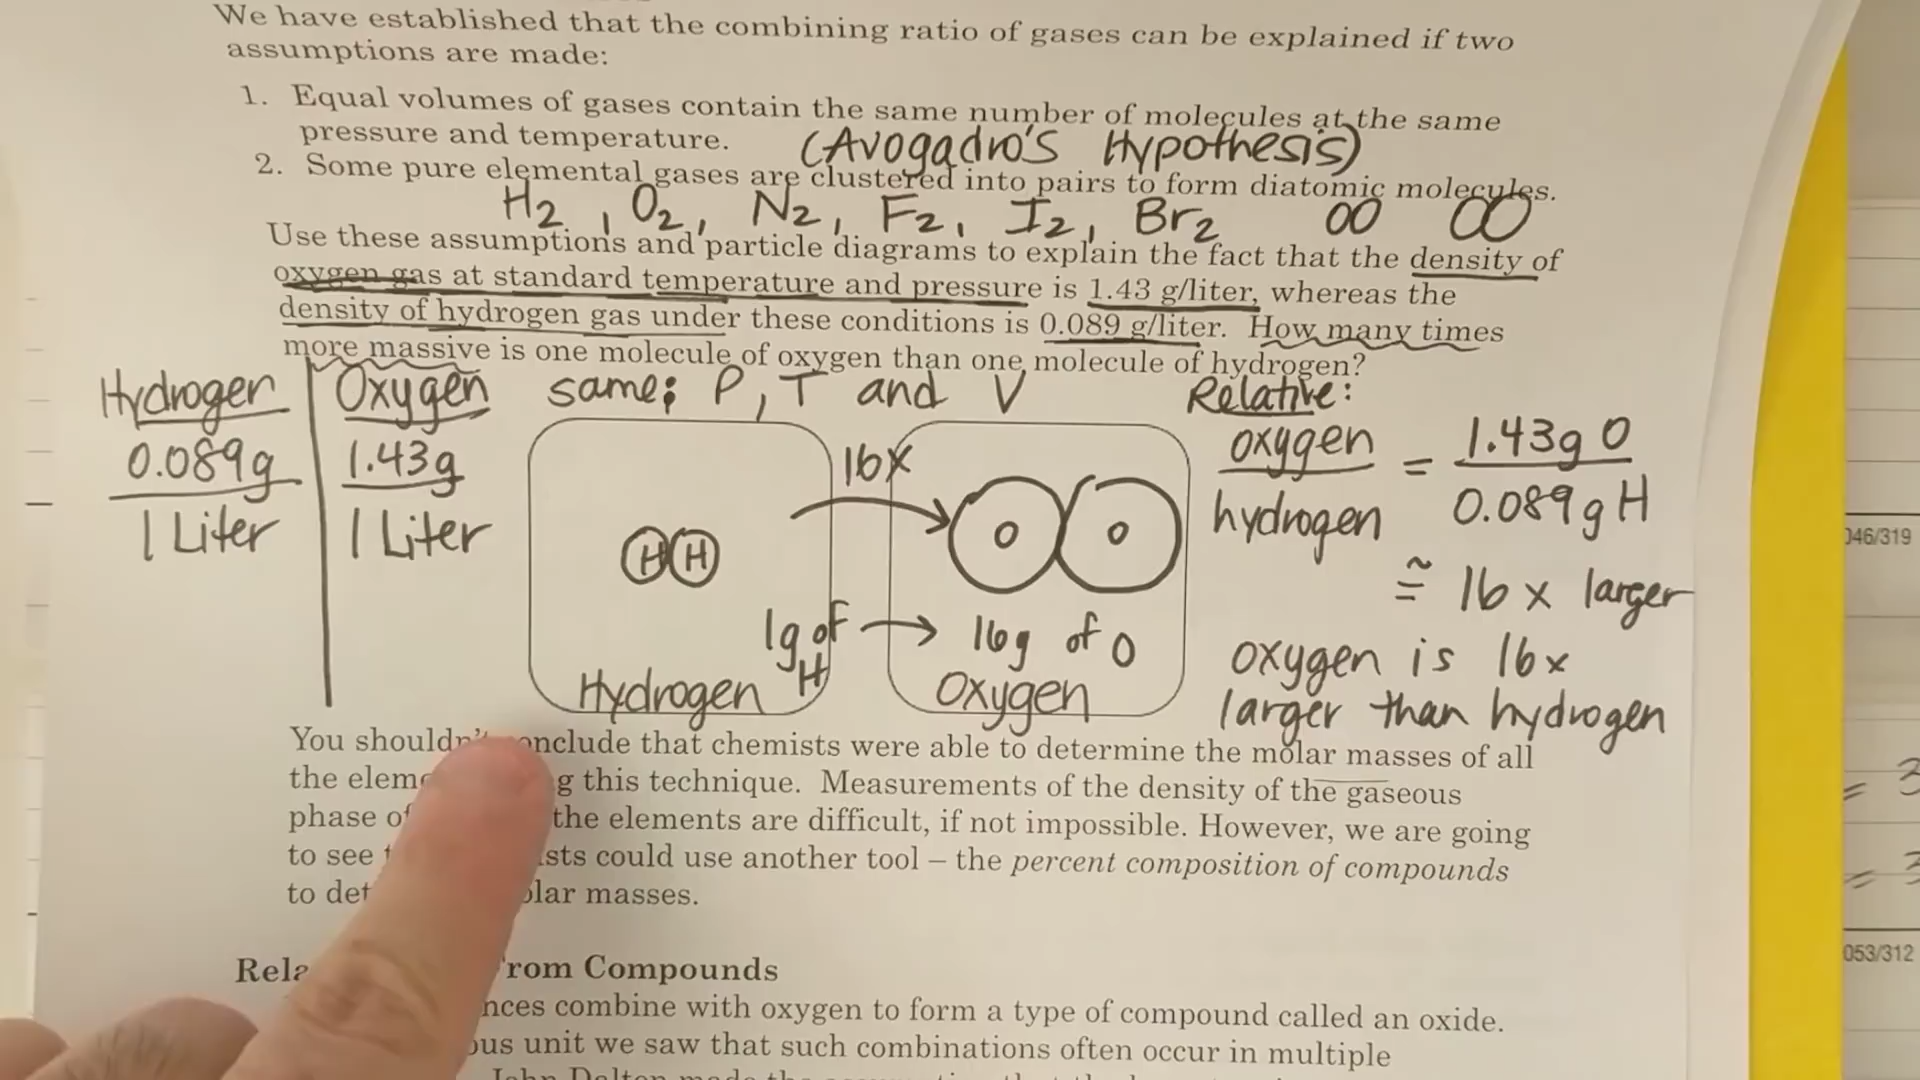 We have established that the combining ratio of gases can be explained if two
assumptions are made:
1. Equal volumes of gases contain the same number of molecules at the same
pressure and temperature. (Avogadro's Hypothesis)
2. Some pure elemental gases are clustered into pairs to form diatomic molecules.
H2, O2, N2, F2, I2, Br2
Use these assumptions and particle diagrams to explain the fact that the density of
oxygen gas at standard temperature and pressure is 1.43 g/liter, whereas the
density of hydrogen gas under these conditions is 0.089 g/liter. How many times
more massive is one molecule of oxygen than one molecule of hydrogen?
Hydrogen
0.089g
1 Liter
Oxygen
1.43g
1 Liter
same: P, T and V
16x
H H
O O
1g of H → 16g of O
Hydrogen
Oxygen
Relative:
oxygen = 1.43g O
hydrogen 0.089g H
≅ 16x larger
oxygen is 16x
larger than hydrogen
You shouldn't conclude that chemists were able to determine the molar masses of all
the elem g this technique. Measurements of the density of the gaseous
phase of the elements are difficult, if not impossible. However, we are going
to see sts could use another tool – the percent composition of compounds
to det lar masses.
Rela rom Compounds
nces combine with oxygen to form a type of compound called an oxide.
ous unit we saw that such combinations often occur in multiple
046/319
= 3
= 3
053/312